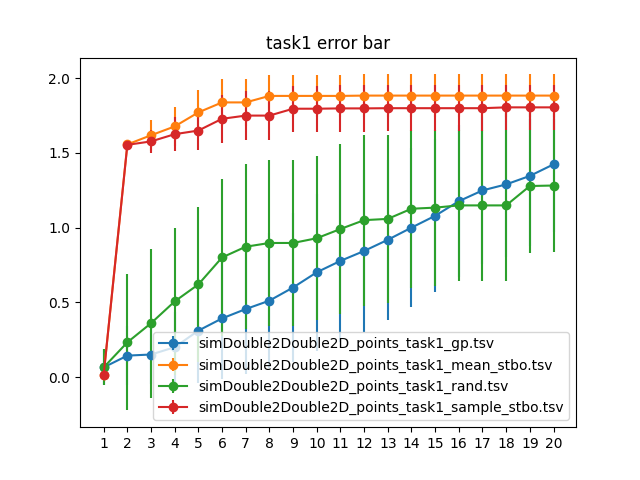 task1 error bar
2.0
1.5
1.0
0.5
0.0
simDouble2Double2D_points_task1_gp.tsv
simDouble2Double2D_points_task1_mean_stbo.tsv
simDouble2Double2D_points_task1_rand.tsv
simDouble2Double2D_points_task1_sample_stbo.tsv
1 2 3 4 5 6 7 8 9 10 11 12 13 14 15 16 17 18 19 20